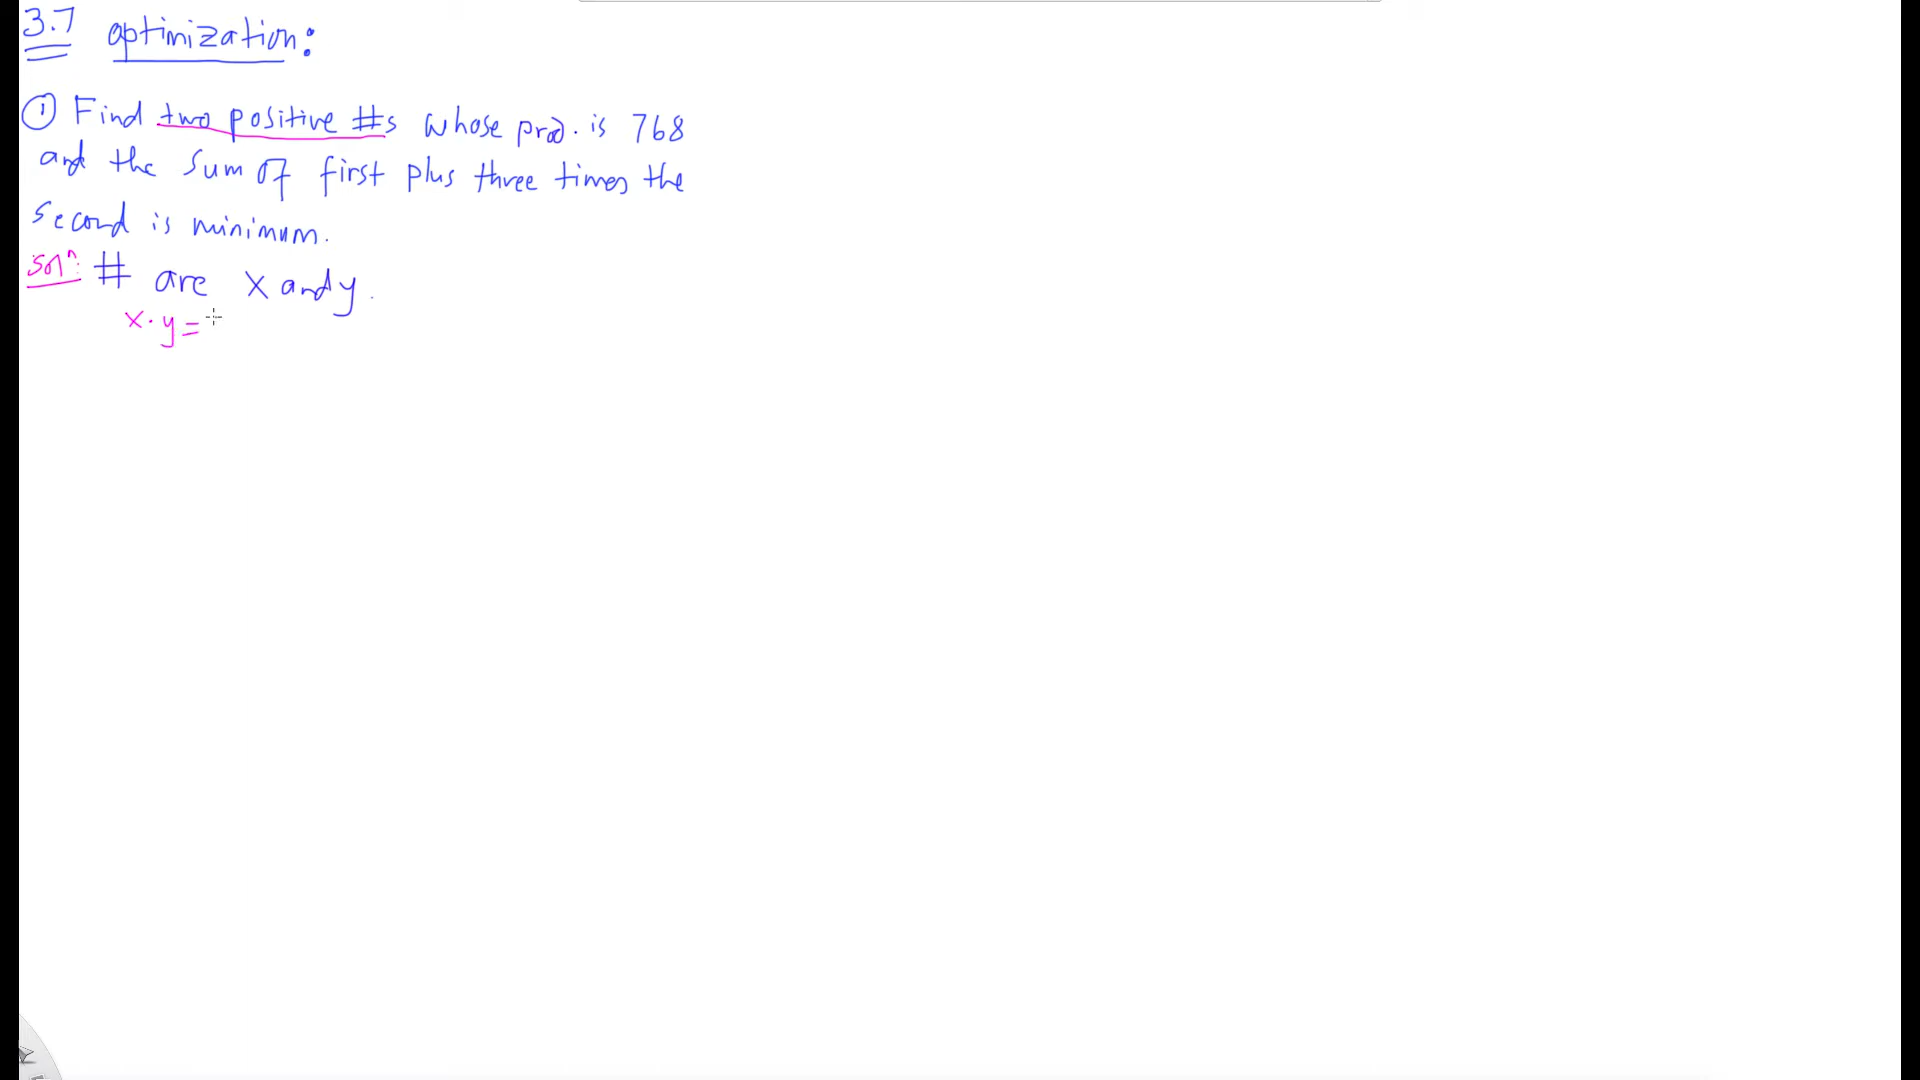 3.7 optimization:
① Find two positive #s whose prod. is 768
and the sum of first plus three times the
second is minimum.
Solⁿ: # are x and y.
x·y=